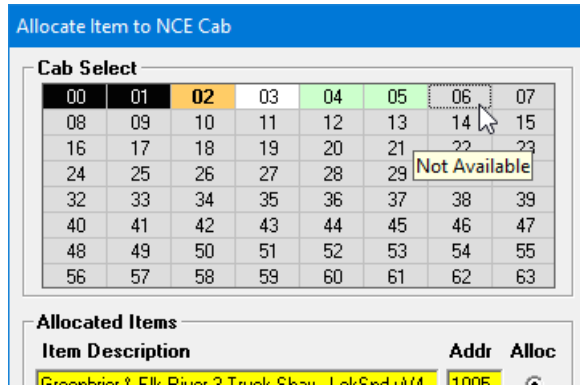 Allocate Item to NCE Cab
Cab Select
00 01 02 03 04 05 06 07
08 09 10 11 12 13 14 15
16 17 18 19 20 21 22 23
24 25 26 27 28 29 Not Available
32 33 34 35 36 37 38 39
40 41 42 43 44 45 46 47
48 49 50 51 52 53 54 55
56 57 58 59 60 61 62 63
Allocated Items
Item Description Addr Alloc
Greenbrier & Elk River 3 Truck Shay 1005